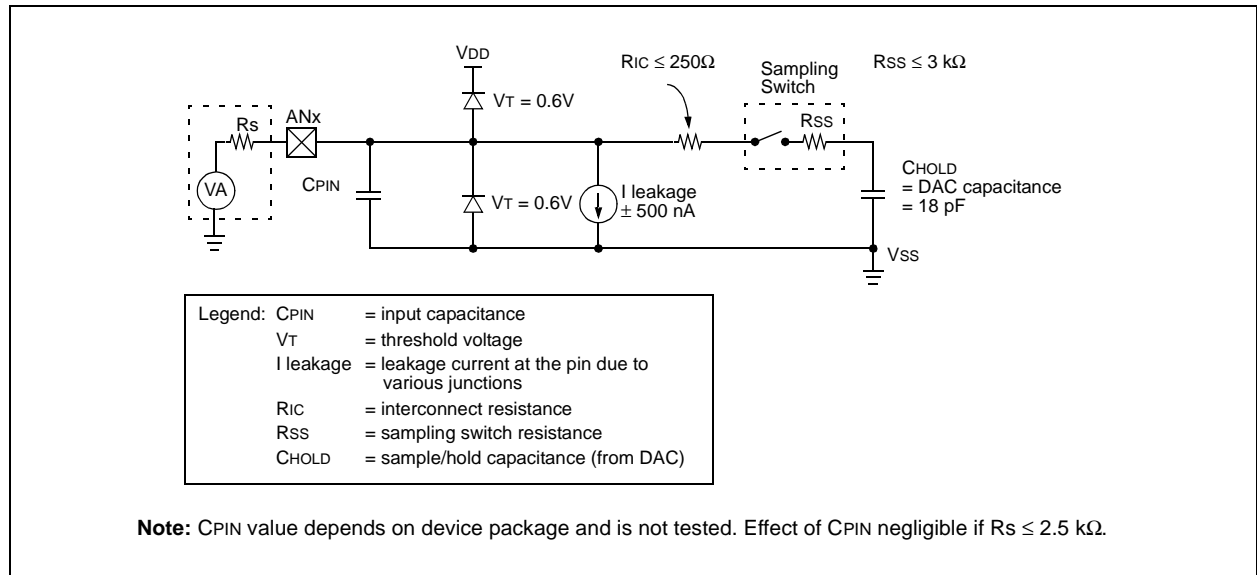 VDD
RIC ≤ 250Ω
Sampling
Switch
RSS ≤ 3 kΩ
VT = 0.6V
Rs
ANx
RSS
VA
CPIN
VT = 0.6V
I leakage
± 500 nA
CHOLD
= DAC capacitance
= 18 pF
VSS
Legend: CPIN = input capacitance
VT = threshold voltage
I leakage = leakage current at the pin due to
various junctions
RIC = interconnect resistance
RSS = sampling switch resistance
CHOLD = sample/hold capacitance (from DAC)
Note: CPIN value depends on device package and is not tested. Effect of CPIN negligible if Rs ≤ 2.5 kΩ.